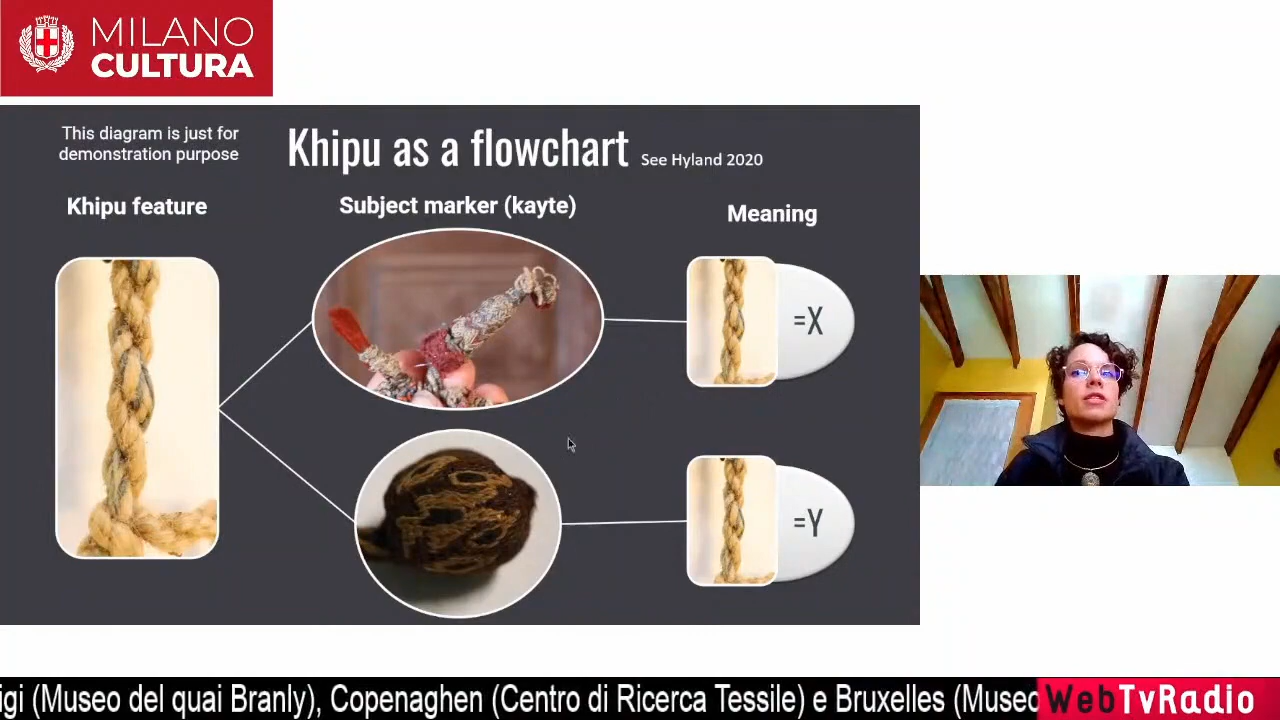 MILANO
CULTURA
This diagram is just for
demonstration purpose
Khipu as a flowchart See Hyland 2020
Khipu feature
Subject marker (kayte)
Meaning
=X
=Y
igi (Museo del quai Branly), Copenaghen (Centro di Ricerca Tessile) e Bruxelles (Museo
WebTvRadio